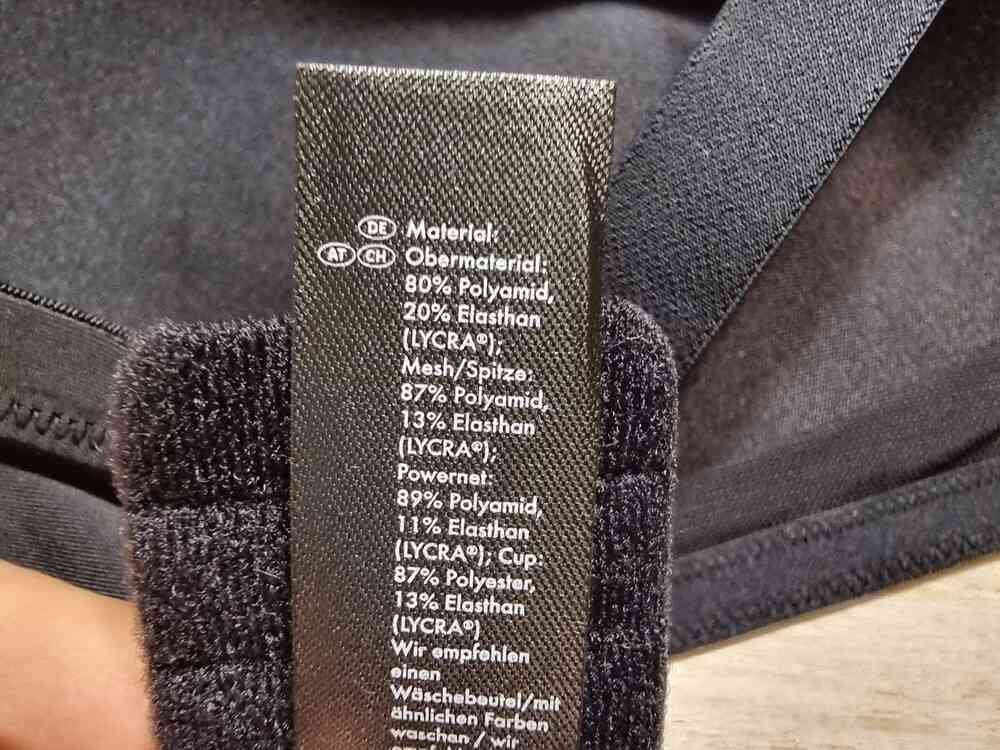 DE Material:
AT CH Obermaterial:
80% Polyamid,
20% Elasthan
(LYCRA®);
Mesh/Spitze:
87% Polyamid,
13% Elasthan
(LYCRA®);
Powernet:
89% Polyamid,
11% Elasthan
(LYCRA®); Cup:
87% Polyester,
13% Elasthan
(LYCRA®)
Wir empfehlen
einen
Wäschebeutel/mit
ähnlichen Farben
waschen / wir